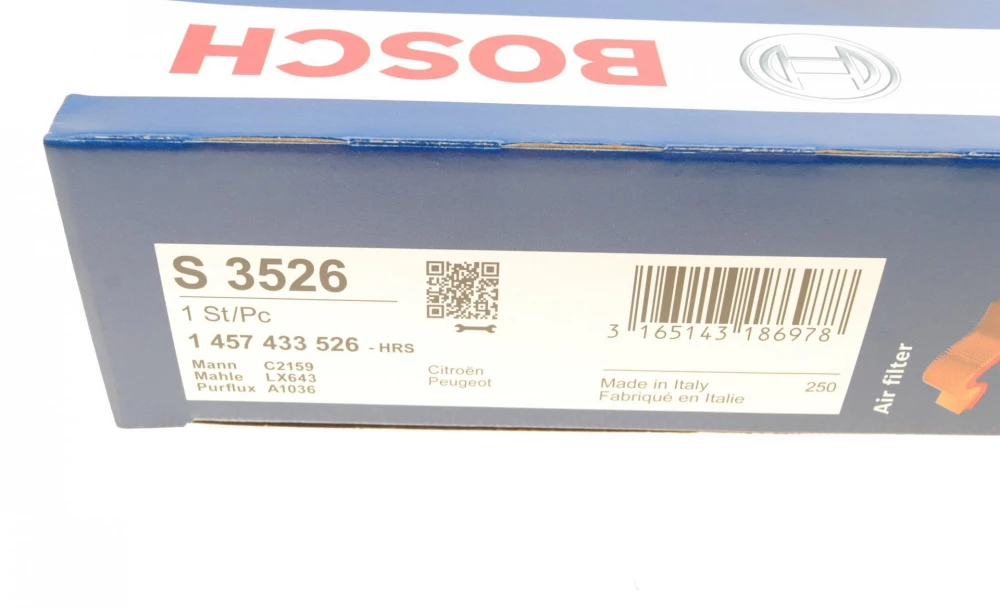 BOSCH
S 3526
1 St/Pc
1 457 433 526 - HRS
Mann C2159
Mahle LX643
Purflux A1036
Citroën
Peugeot
3 165143 186978
Made in Italy
Fabriqué en Italie
250
Air filter